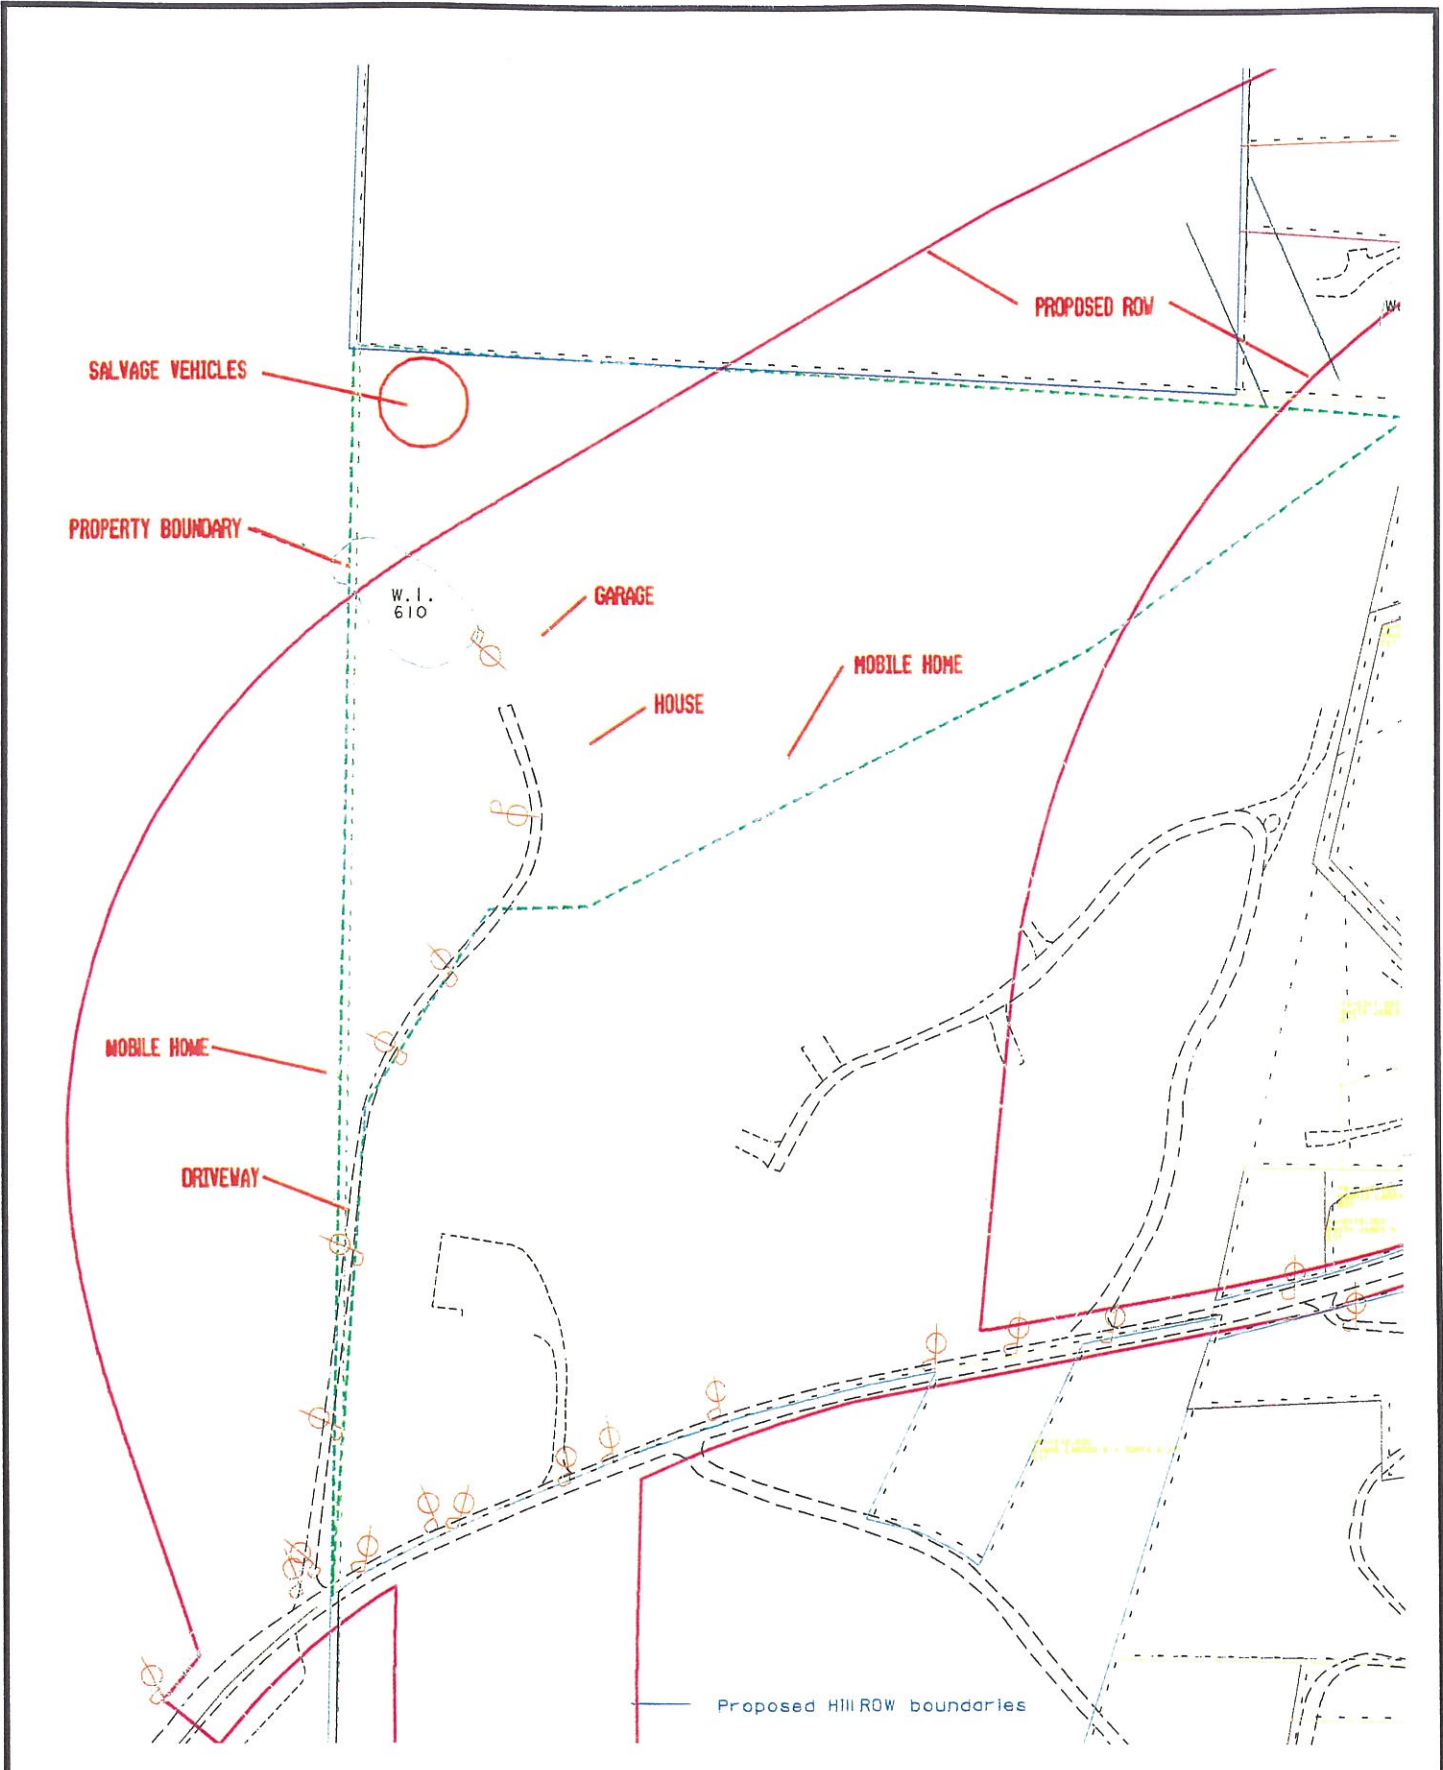 PROPOSED ROW
SALVAGE VEHICLES
PROPERTY BOUNDARY
W.I.
610
GARAGE
MOBILE HOME
HOUSE
MOBILE HOME
DRIVEWAY
Proposed Hill ROW boundaries